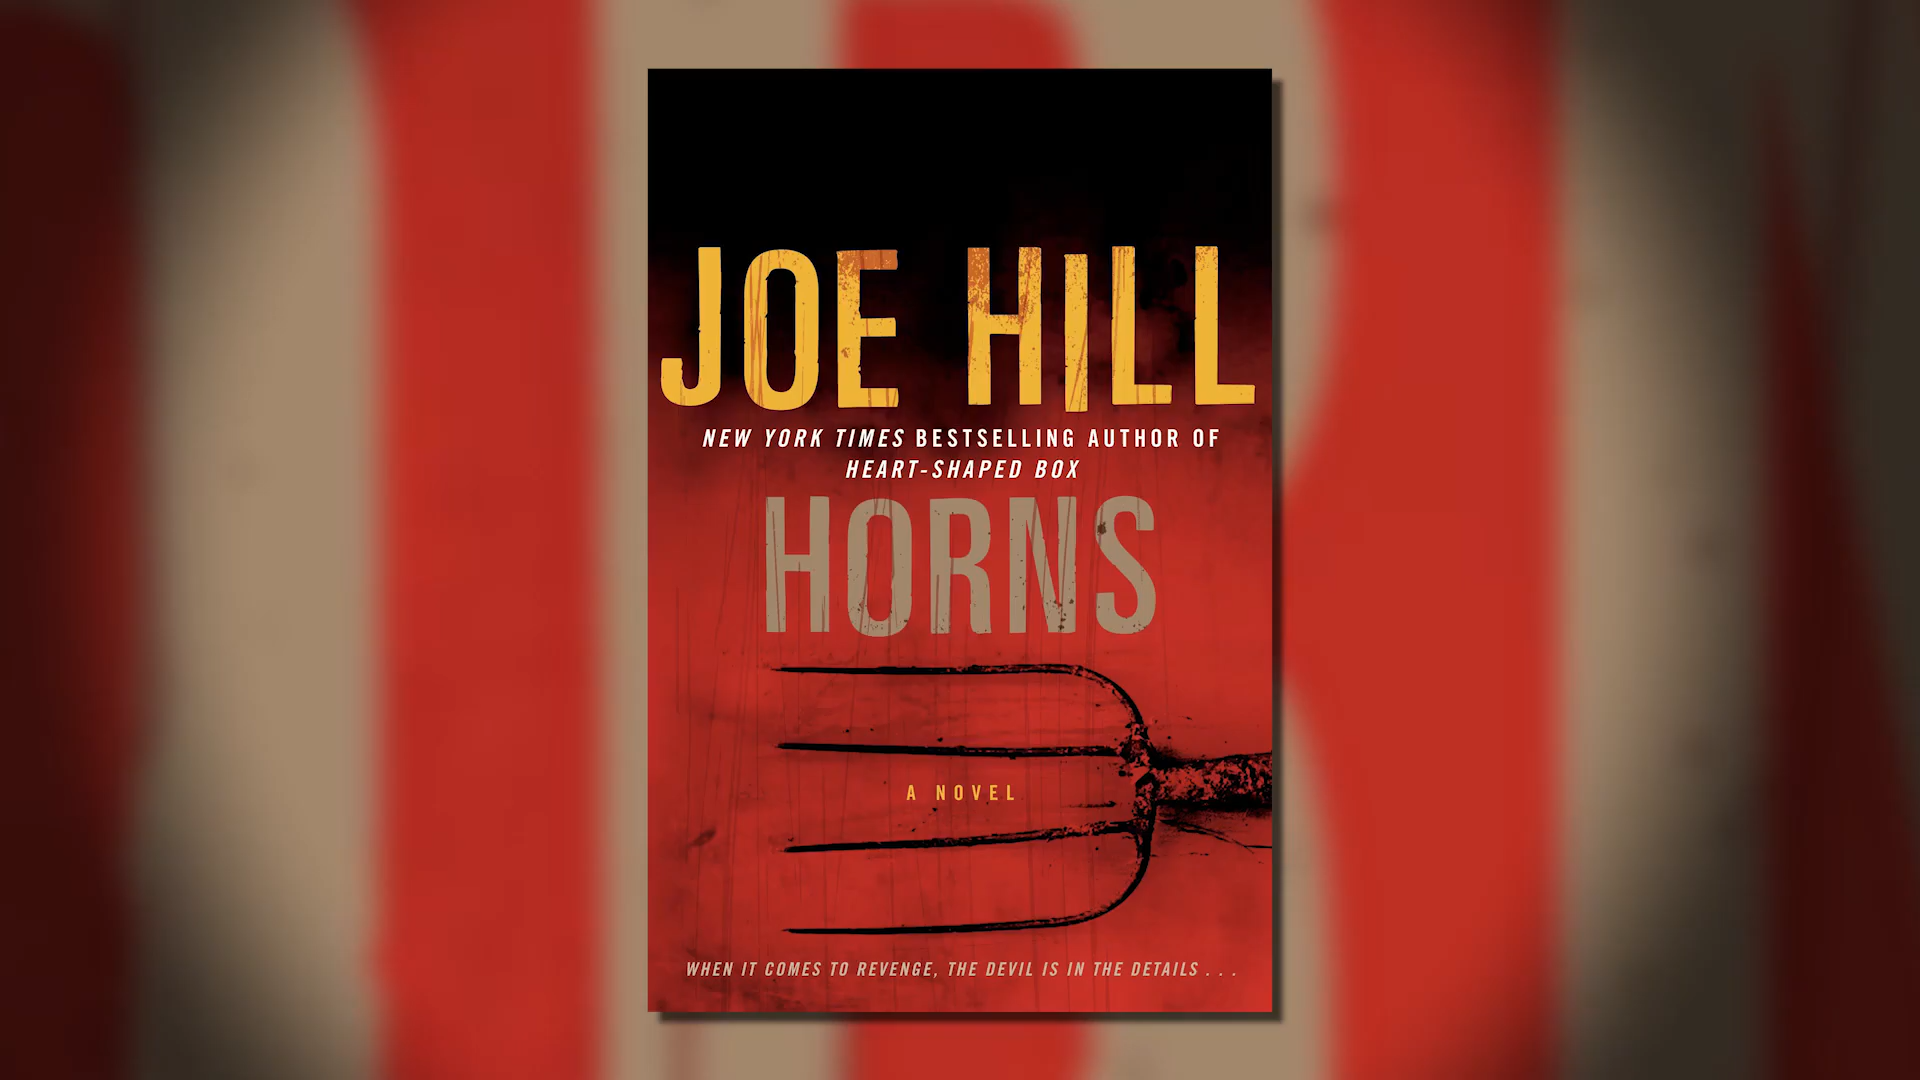 JOE HILL
NEW YORK TIMES BESTSELLING AUTHOR OF
HEART-SHAPED BOX
HORNS
A NOVEL
WHEN IT COMES TO REVENGE, THE DEVIL IS IN THE DETAILS . . .